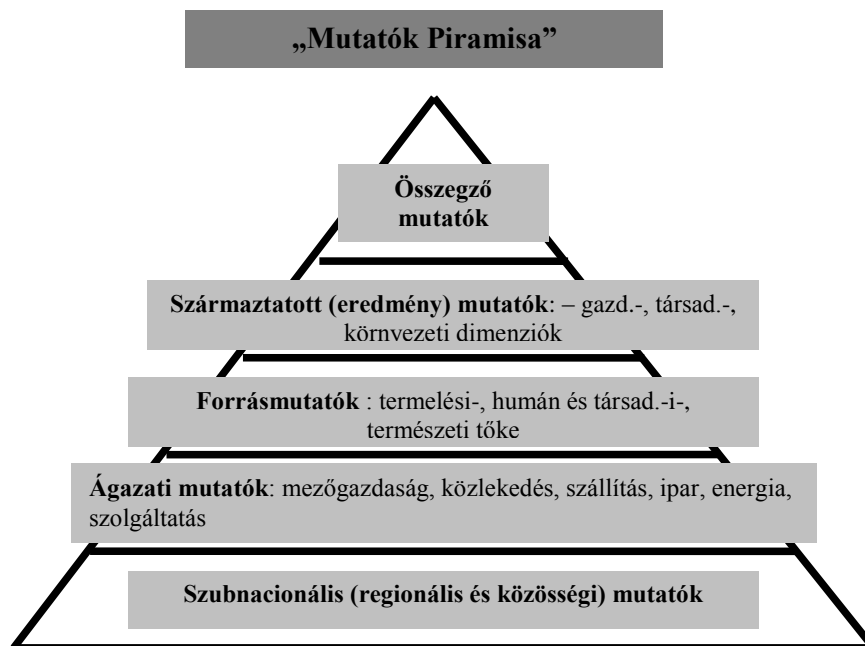 „Mutatók Piramisa”
Összegző
mutatók
Származtatott (eredmény) mutatók: – gazd.-, társad.-,
környezeti dimenziók
Forrásmutatók : termelési-, humán és társad.-i-,
természeti tőke
Ágazati mutatók: mezőgazdaság, közlekedés, szállítás, ipar, energia,
szolgáltatás
Szubnacionális (regionális és közösségi) mutatók